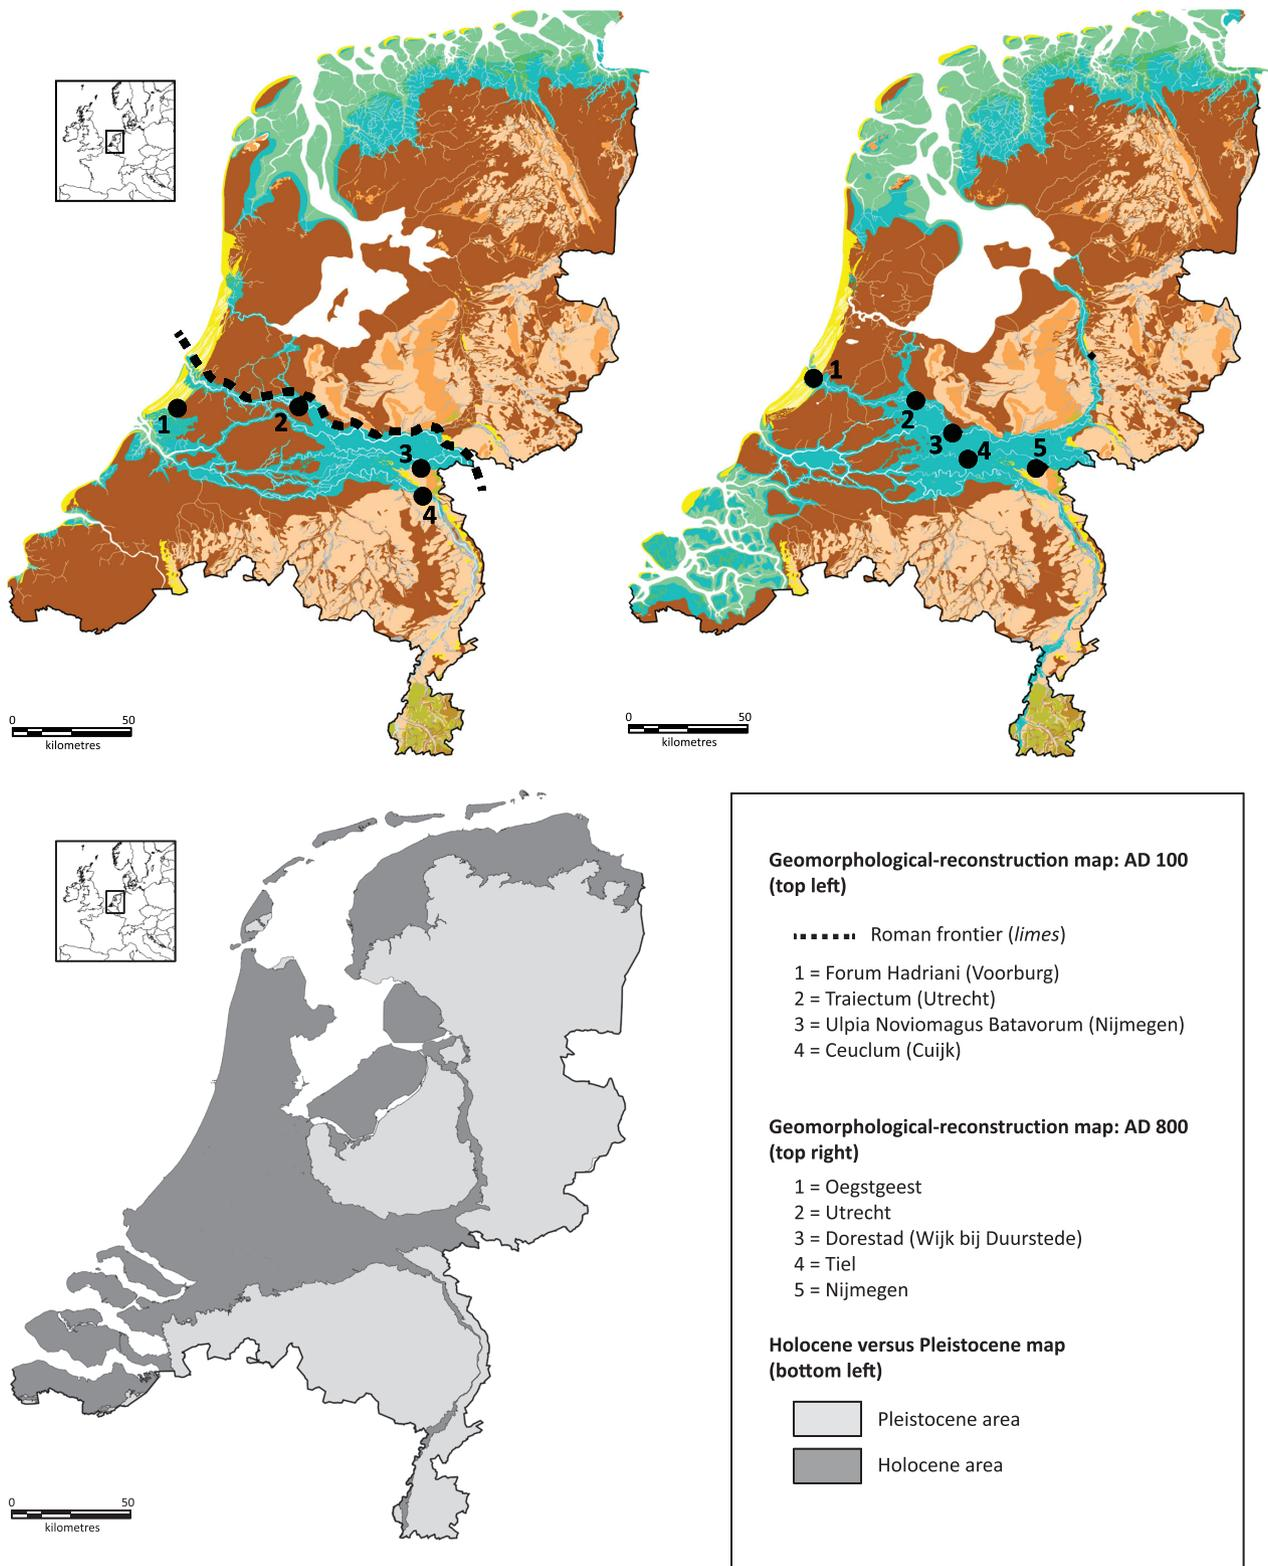 1
2
3
4
0 50
kilometres
1
2
3
4
5
0 50
kilometres
0 50
kilometres
Geomorphological-reconstruction map: AD 100
(top left)
Roman frontier (limes)
1 = Forum Hadriani (Voorburg)
2 = Traiectum (Utrecht)
3 = Ulpia Noviomagus Batavorum (Nijmegen)
4 = Ceuclum (Cuijk)
Geomorphological-reconstruction map: AD 800
(top right)
1 = Oegstgeest
2 = Utrecht
3 = Dorestad (Wijk bij Duurstede)
4 = Tiel
5 = Nijmegen
Holocene versus Pleistocene map
(bottom left)
Pleistocene area
Holocene area